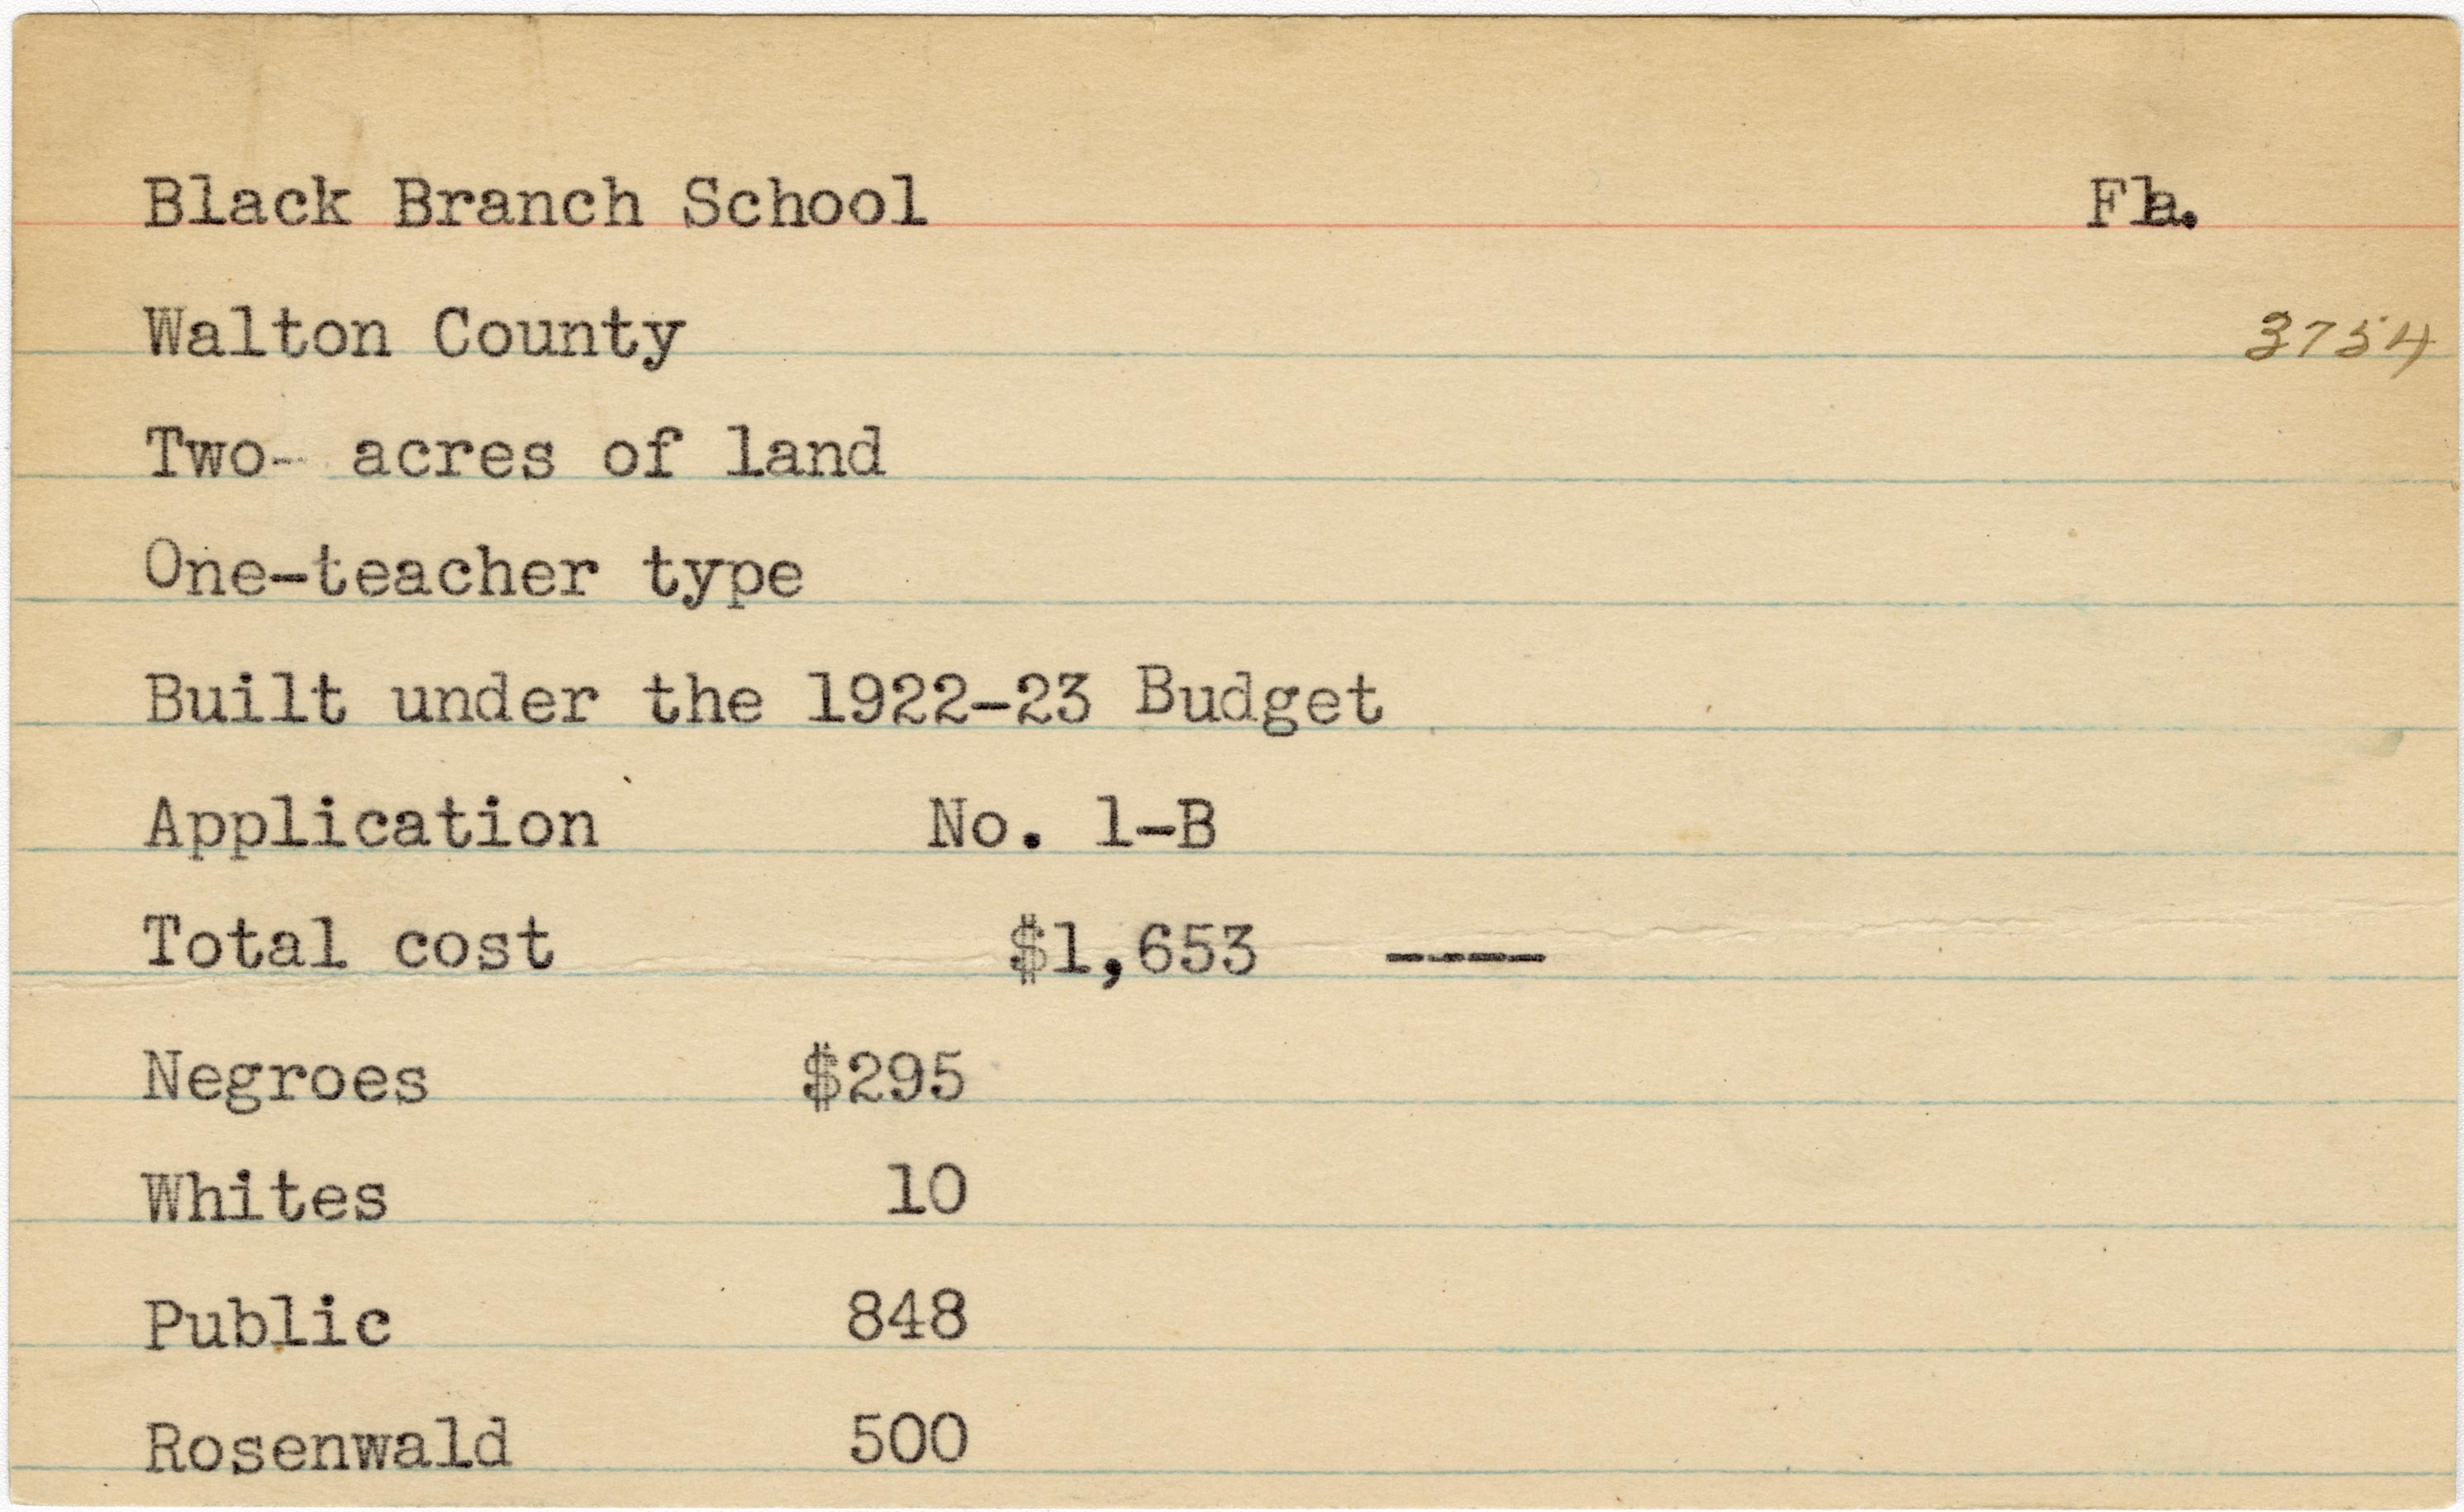 Black Branch School Fla.
Walton County 3754
Two- acres of land
One-teacher type
Built under the 1922-23 Budget
Application No. 1-B
Total cost $1,653 ----
Negroes $295
Whites 10
Public 848
Rosenwald 500